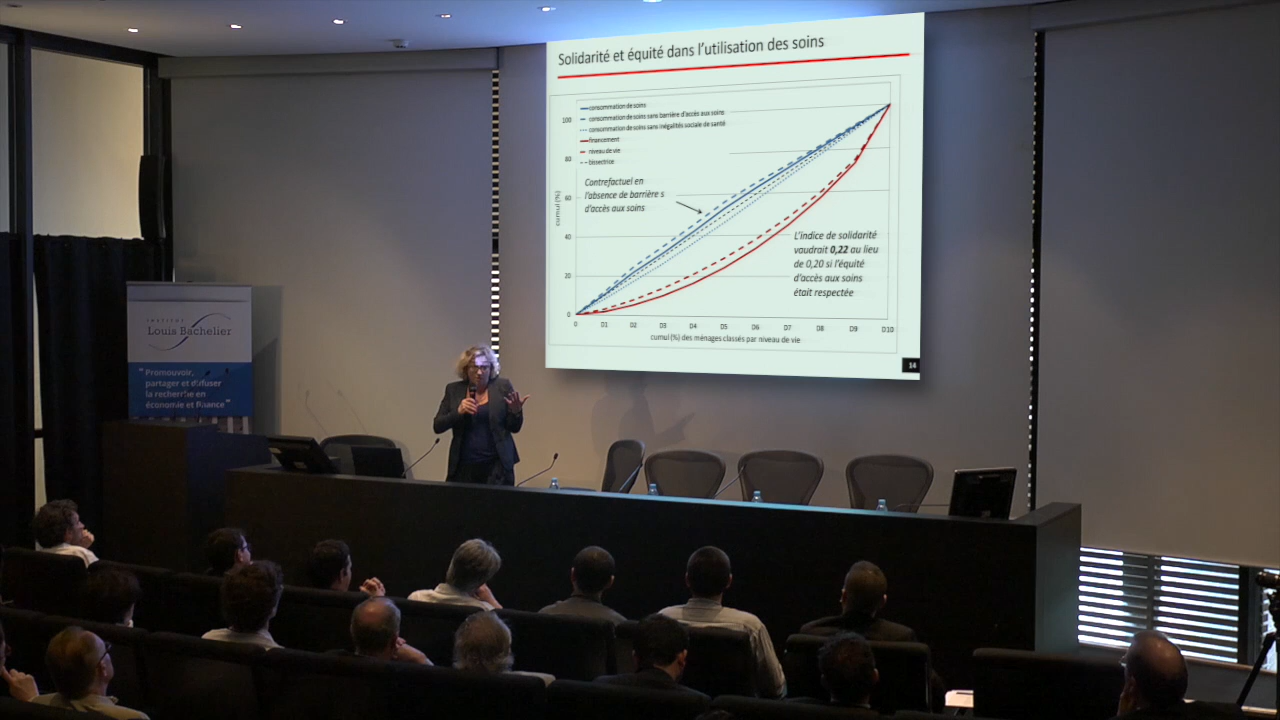 Solidarité et équité dans l'utilisation des soins
consommation de soins
consommation de soins sans barrière d'accès aux soins
consommation de soins sans inégalités sociale de santé
financement
niveau de vie
bissectrice
100
80
60
40
20
0
cumul (%)
Contrefactuel en
l'absence de barrière s
d'accès aux soins
L'indice de solidarité
vaudrait 0,22 au lieu
de 0,20 si l'équité
d'accès aux soins
était respectée
0 D1 D2 D3 D4 D5 D6 D7 D8 D9 D10
cumul (%) des ménages classés par niveau de vie
14
INSTITUT
Louis Bachelier
"Promouvoir,
partager et diffuser
la recherche en
économie et finance"